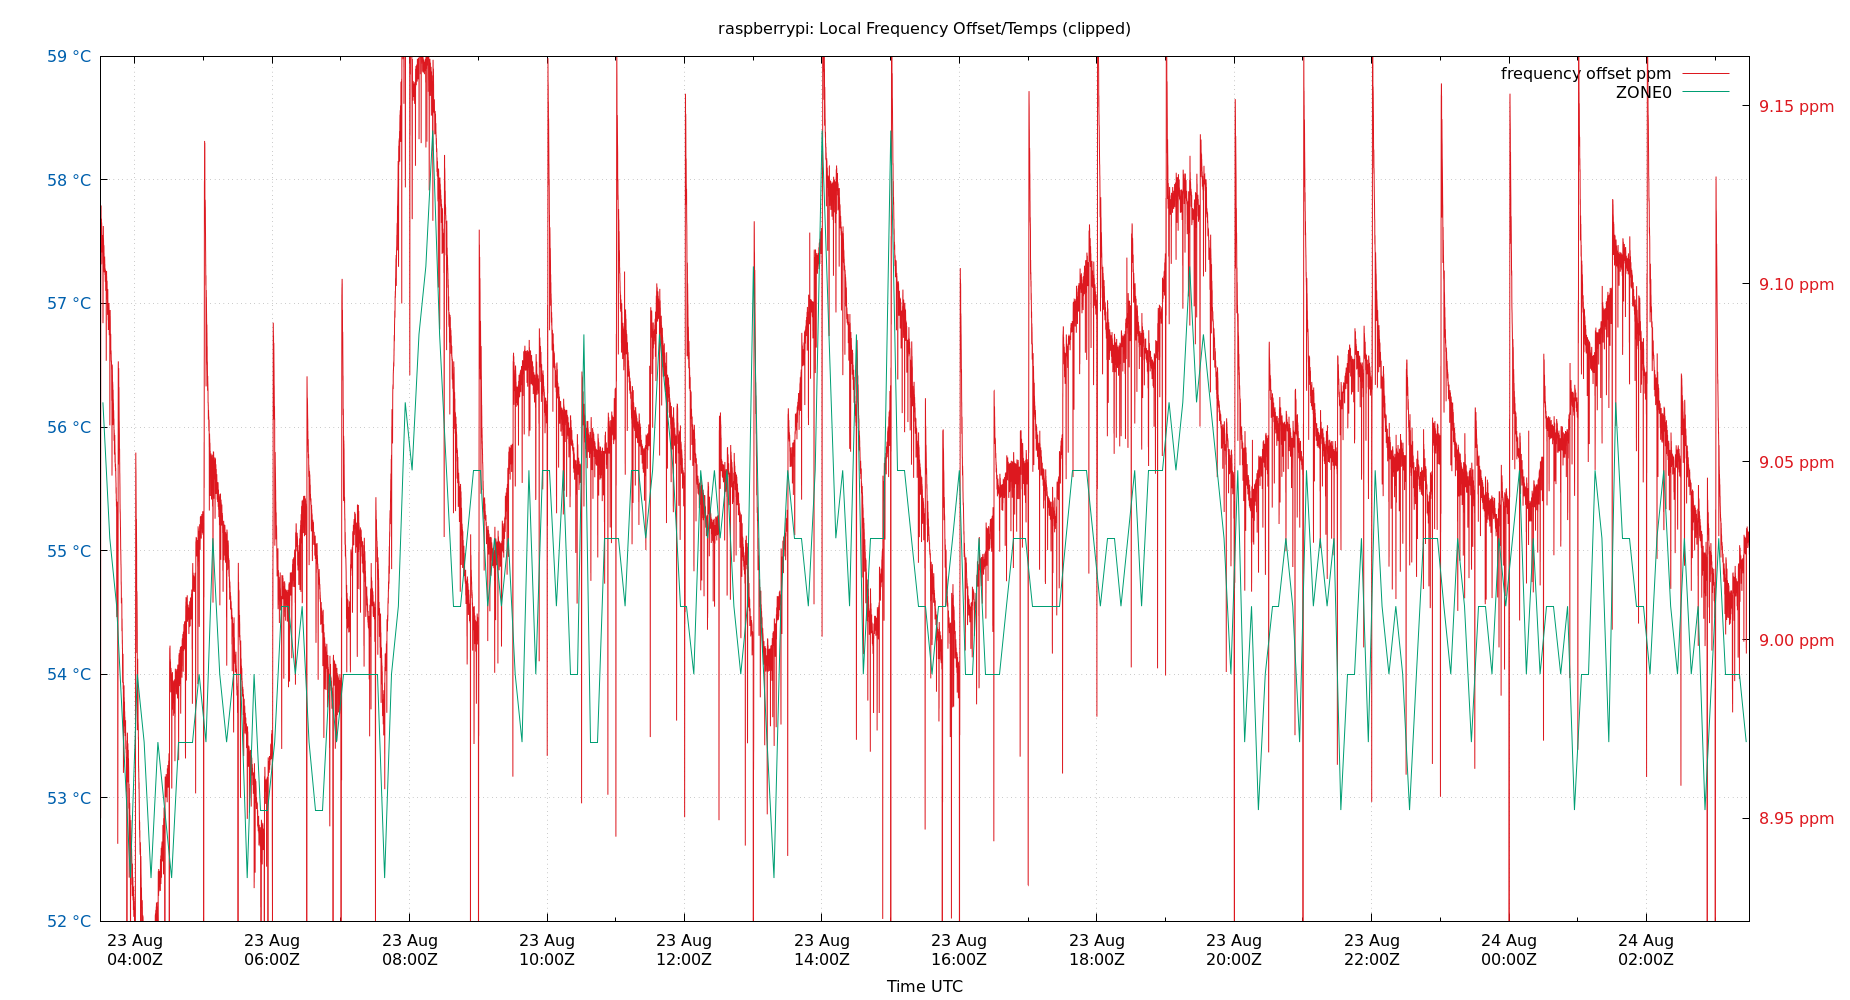 raspberrypi: Local Frequency Offset/Temps (clipped)
59 °C
58 °C
57 °C
56 °C
55 °C
54 °C
53 °C
52 °C
frequency offset ppm
ZONE0
9.15 ppm
9.10 ppm
9.05 ppm
9.00 ppm
8.95 ppm
23 Aug
04:00Z
23 Aug
06:00Z
23 Aug
08:00Z
23 Aug
10:00Z
23 Aug
12:00Z
23 Aug
14:00Z
23 Aug
16:00Z
23 Aug
18:00Z
23 Aug
20:00Z
23 Aug
22:00Z
24 Aug
00:00Z
24 Aug
02:00Z
Time UTC